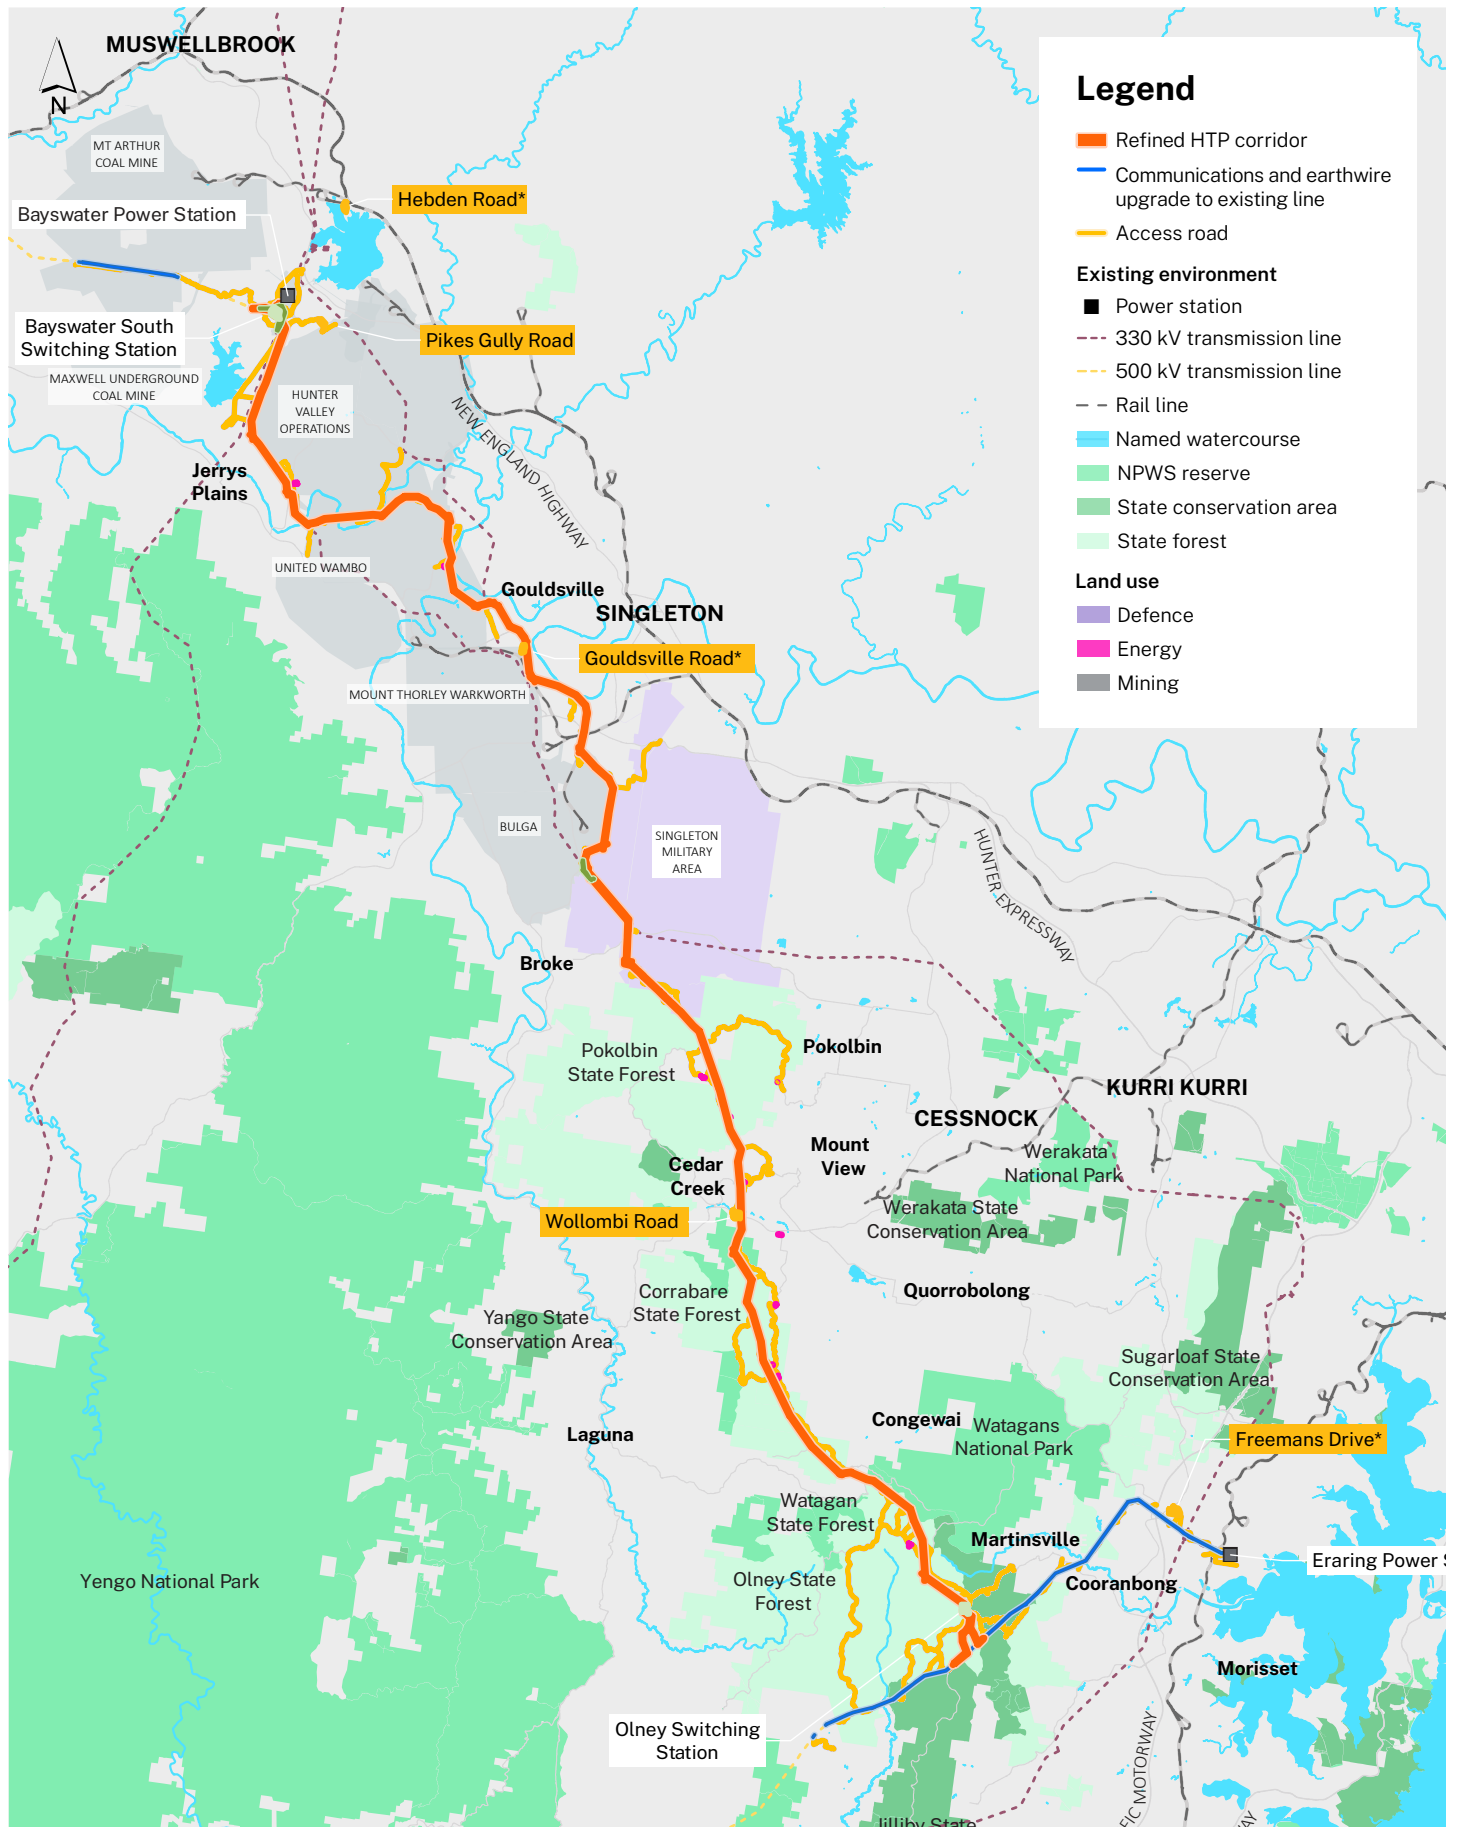 MUSWELLBROOK
N
MT ARTHUR
COAL MINE
Bayswater Power Station
Hebden Road*
Bayswater South
Switching Station
Pikes Gully Road
MAXWELL UNDERGROUND
COAL MINE
HUNTER
VALLEY
OPERATIONS
NEW ENGLAND HIGHWAY
Jerrys
Plains
UNITED WAMBO
Gouldsville
SINGLETON
Gouldsville Road*
MOUNT THORLEY WARKWORTH
BULGA
SINGLETON
MILITARY
AREA
HUNTER EXPRESSWAY
Broke
Pokolbin
State Forest
Pokolbin
KURRI KURRI
CESSNOCK
Mount
View
Werakata
National Park
Cedar
Creek
Werakata State
Conservation Area
Wollombi Road
Corrabare
State Forest
Quorrobolong
Yango State
Conservation Area
Sugarloaf State
Conservation Area
Laguna
Congewai
Watagans
National Park
Freemans Drive*
Watagan
State Forest
Martinsville
Eraring Power S
Yengo National Park
Olney State
Forest
Cooranbong
Morisset
Olney Switching
Station
FIC MOTORWAY
WAY
Jilliby State
Legend
Refined HTP corridor
Communications and earthwire
upgrade to existing line
Access road
Existing environment
Power station
330 kV transmission line
500 kV transmission line
Rail line
Named watercourse
NPWS reserve
State conservation area
State forest
Land use
Defence
Energy
Mining